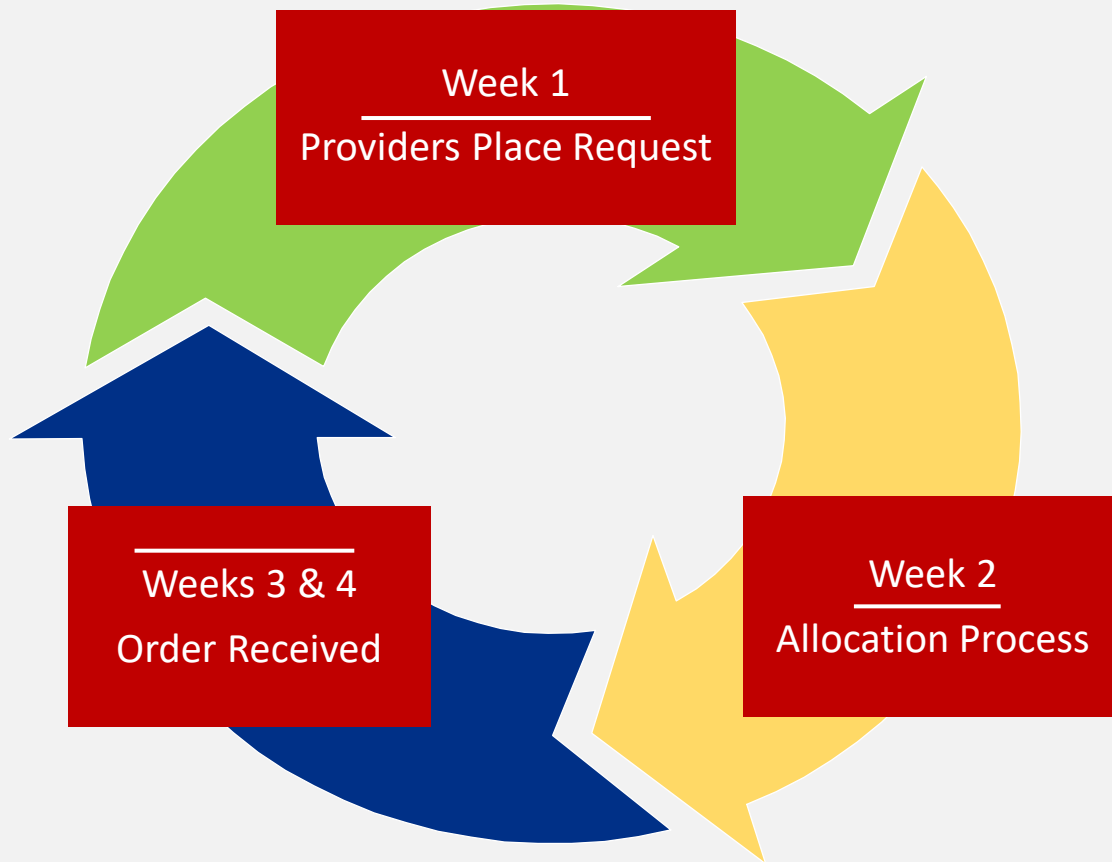 Week 1
Providers Place Request
Week 2
Allocation Process
Weeks 3 & 4
Order Received